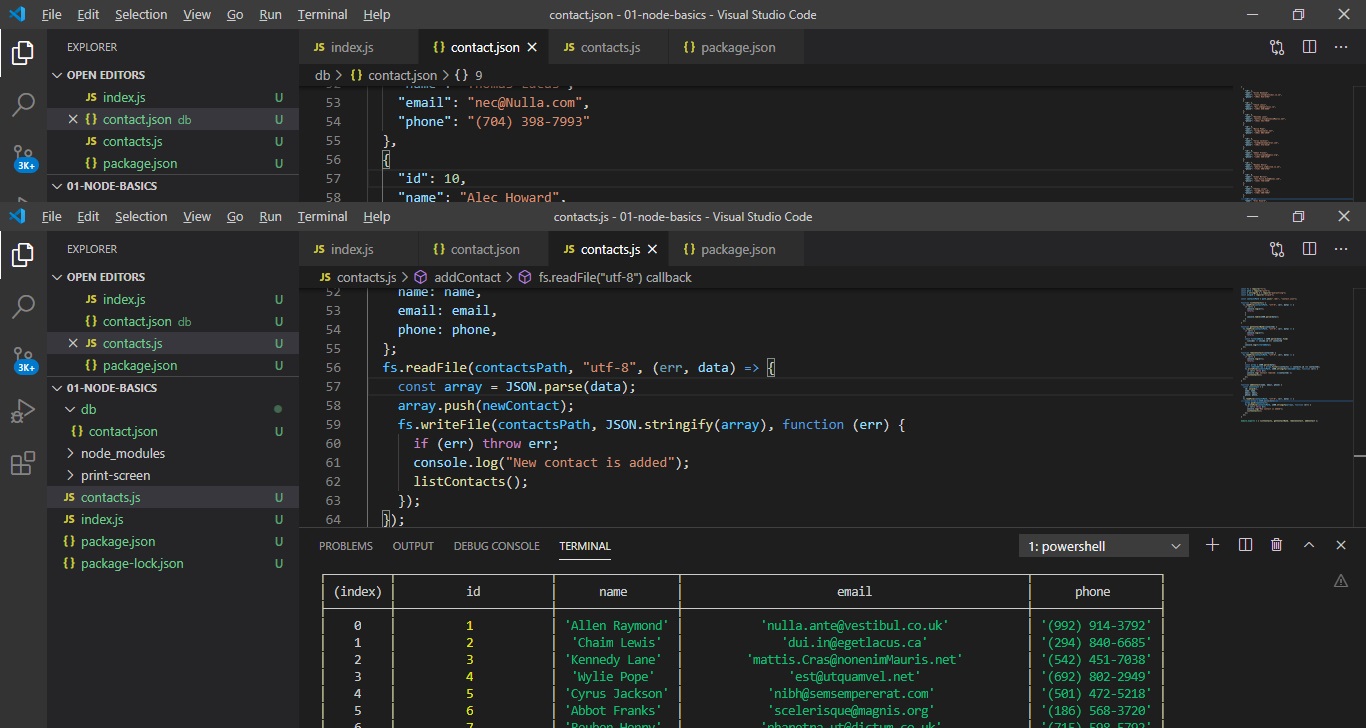 File Edit Selection View Go Run Terminal Help contact.json - 01-node-basics - Visual Studio Code
EXPLORER
JS index.js {} contact.json × JS contacts.js {} package.json
db > {} contact.json > {} 9
OPEN EDITORS
JS index.js U
× {} contact.json db U
JS contacts.js U
{} package.json U
3K+
01-NODE-BASICS
52 "name": "Thomas Lucas",
53 "email": "nec@Nulla.com",
54 "phone": "(704) 398-7993"
55 },
56 {
57 "id": 10,
58 "name": "Alec Howard",
File Edit Selection View Go Run Terminal Help contacts.js - 01-node-basics - Visual Studio Code
EXPLORER
JS index.js {} contact.json JS contacts.js × {} package.json
JS contacts.js > addContact > fs.readFile("utf-8") callback
OPEN EDITORS
JS index.js U
{} contact.json db U
× JS contacts.js U
{} package.json U
3K+
01-NODE-BASICS
db
{} contact.json U
> node_modules
> print-screen
JS contacts.js U
JS index.js U
{} package.json U
{} package-lock.json U
52 name: name,
53 email: email,
54 phone: phone,
55 };
56 fs.readFile(contactsPath, "utf-8", (err, data) => {
57 const array = JSON.parse(data);
58 array.push(newContact);
59 fs.writeFile(contactsPath, JSON.stringify(array), function (err) {
60 if (err) throw err;
61 console.log("New contact is added");
62 listContacts();
63 });
64 });
PROBLEMS OUTPUT DEBUG CONSOLE TERMINAL 1: powershell
(index) id name email phone
0 1 'Allen Raymond' 'nulla.ante@vestibul.co.uk' '(992) 914-3792'
1 2 'Chaim Lewis' 'dui.in@egetlacus.ca' '(294) 840-6685'
2 3 'Kennedy Lane' 'mattis.Cras@nonenimMauris.net' '(542) 451-7038'
3 4 'Wylie Pope' 'est@utquamvel.net' '(692) 802-2949'
4 5 'Cyrus Jackson' 'nibh@semsempererat.com' '(501) 472-5218'
5 6 'Abbot Franks' 'scelerisque@magnis.org' '(186) 568-3720'
6 7 'Reuben Henry' 'pharetra.ut@dictum.co.uk' '(715) 598-5792'